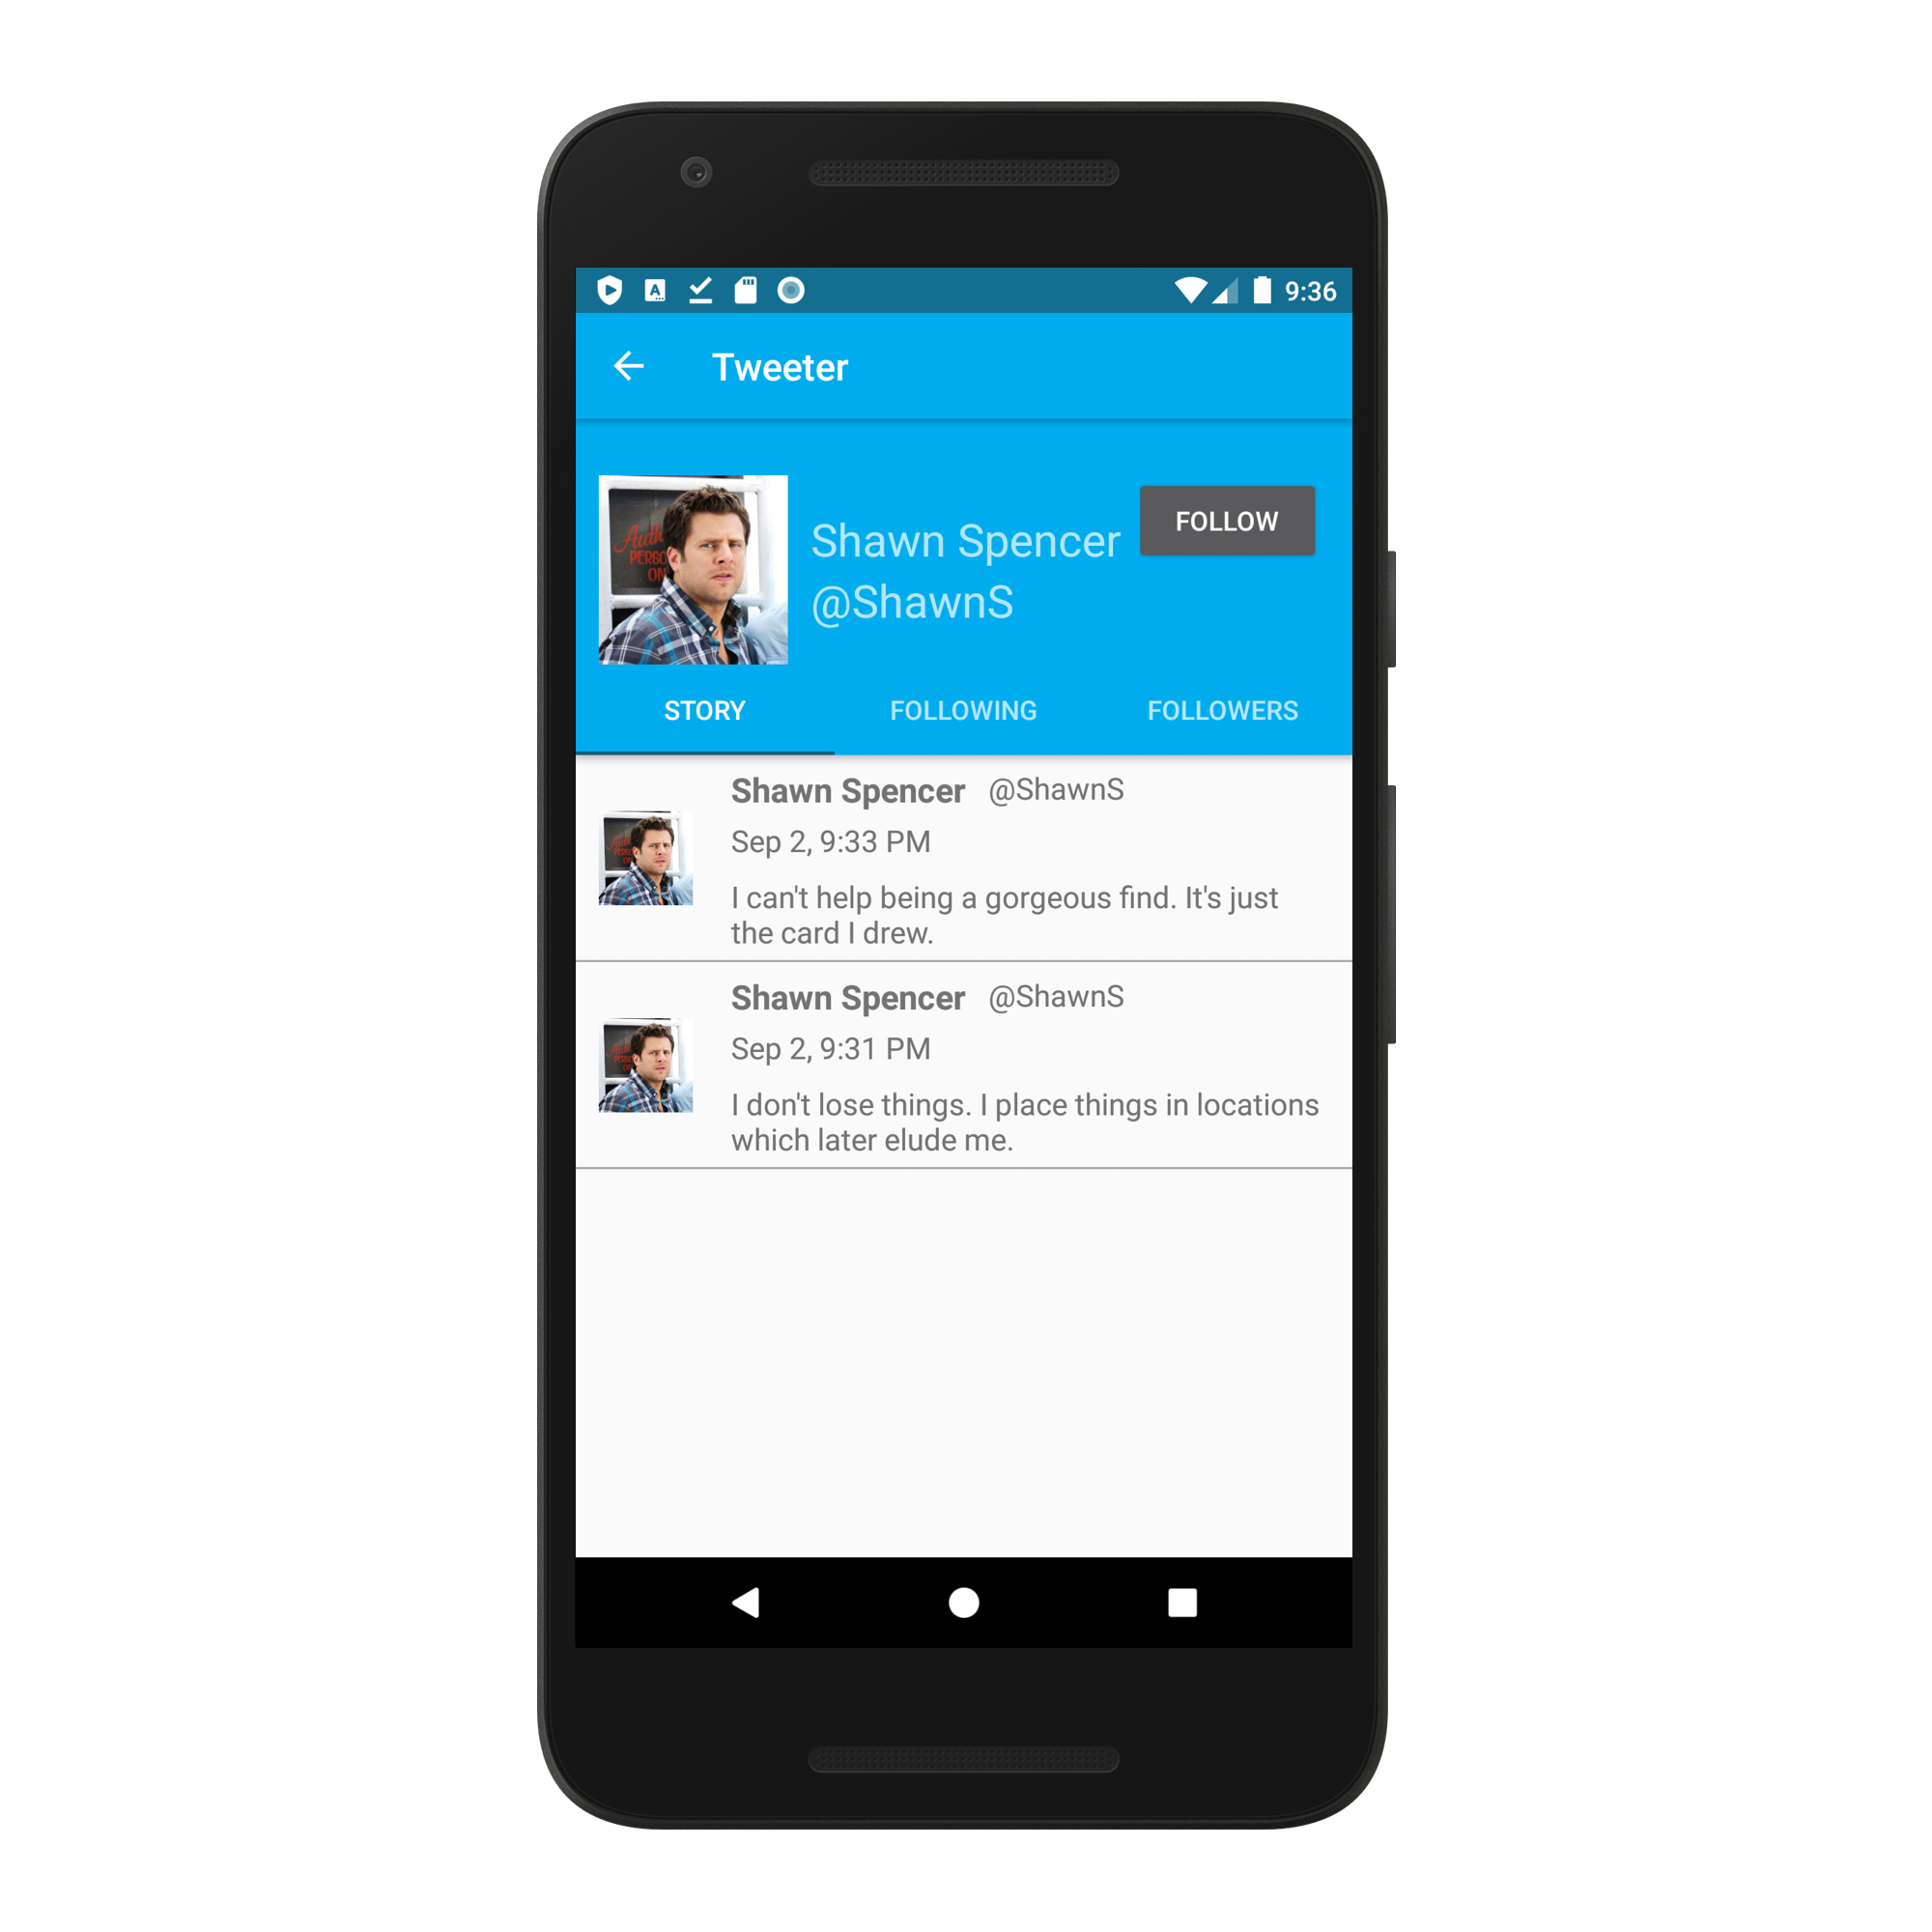 9:36
Tweeter
Shawn Spencer
@ShawnS
FOLLOW
STORY FOLLOWING FOLLOWERS
Shawn Spencer @ShawnS
Sep 2, 9:33 PM
I can't help being a gorgeous find. It's just
the card I drew.
Shawn Spencer @ShawnS
Sep 2, 9:31 PM
I don't lose things. I place things in locations
which later elude me.